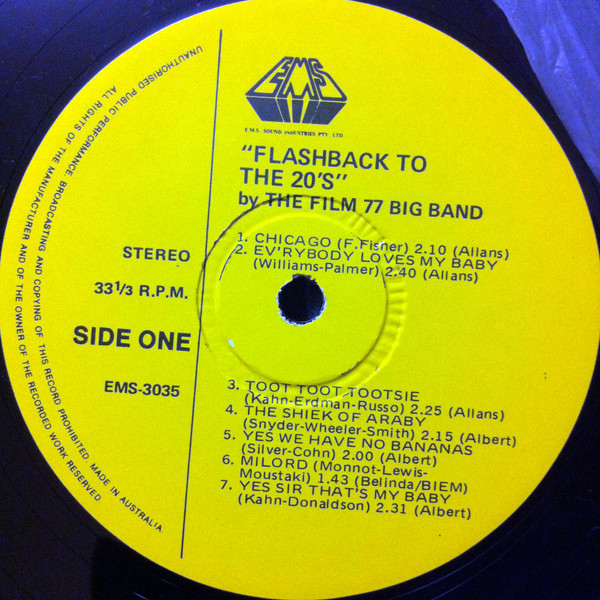 EMS
E.M.S. SOUND INDUSTRIES PTY LTD
"FLASHBACK TO
THE 20'S"
by THE FILM 77 BIG BAND
1. CHICAGO (F.Fisher) 2.10 (Allans)
2. EV'RYBODY LOVES MY BABY
(Williams-Palmer) 2.40 (Allans)
STEREO
33⅓ R.P.M.
SIDE ONE
EMS-3035
3. TOOT TOOT TOOTSIE
(Kahn-Erdman-Russo) 2.25 (Allans)
4. THE SHIEK OF ARABY
(Snyder-Wheeler-Smith) 2.15 (Albert)
5. YES WE HAVE NO BANANAS
(Silver-Cohn) 2.00 (Albert)
6. MILORD (Monnot-Lewis-
Moustaki) 1.43 (Belinda/BIEM)
7. YES SIR THAT'S MY BABY
(Kahn-Donaldson) 2.31 (Albert)
UNAUTHORISED PUBLIC PERFORMANCE BROADCASTING AND COPYING OF THIS RECORD PROHIBITED MADE IN AUSTRALIA
ALL RIGHTS OF THE MANUFACTURER AND OF THE OWNER OF THE RECORDED WORK RESERVED